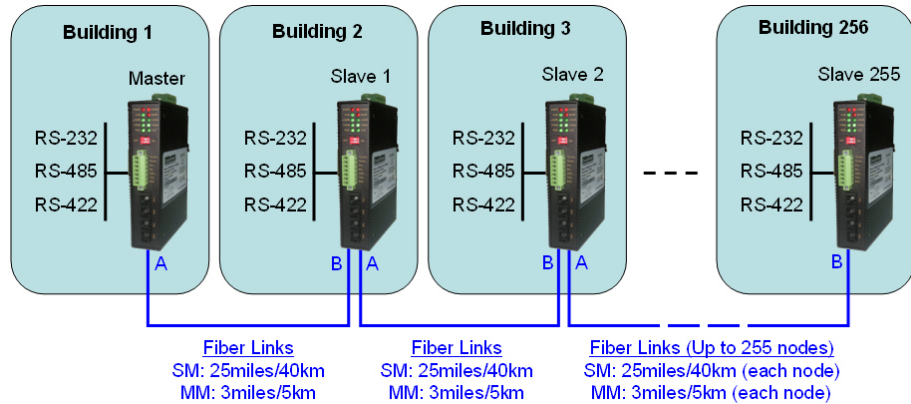 Building 1
Building 2
Building 3
Building 256
Master
Slave 1
Slave 2
Slave 255
RS-232
RS-485
RS-422
RS-232
RS-485
RS-422
RS-232
RS-485
RS-422
RS-232
RS-485
RS-422
A
B A
B A
B
Fiber Links
SM: 25miles/40km
MM: 3miles/5km
Fiber Links
SM: 25miles/40km
MM: 3miles/5km
Fiber Links (Up to 255 nodes)
SM: 25miles/40km (each node)
MM: 3miles/5km (each node)